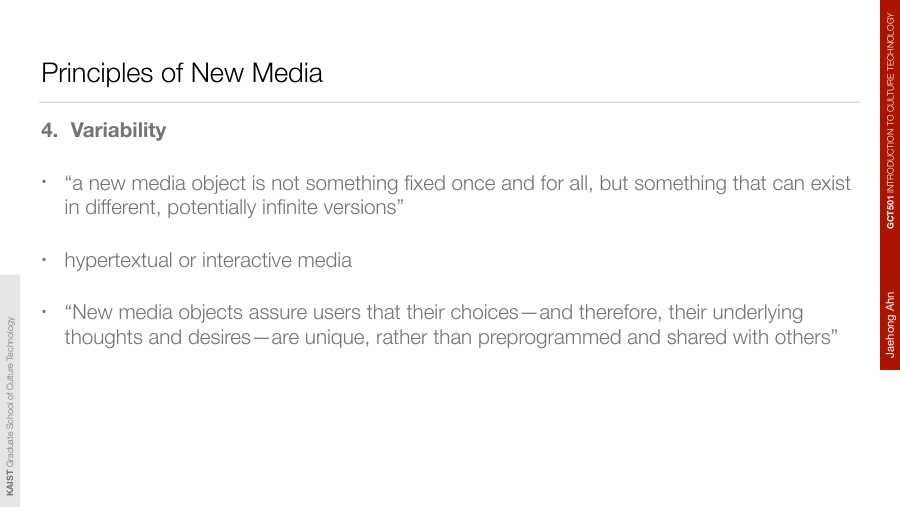 Principles of New Media
4. Variability
• “a new media object is not something fixed once and for all, but something that can exist
in different, potentially infinite versions”
• hypertextual or interactive media
• “New media objects assure users that their choices—and therefore, their underlying
thoughts and desires—are unique, rather than preprogrammed and shared with others”
KAIST Graduate School of Culture Technology
GCT501 INTRODUCTION TO CULTURE TECHNOLOGY
Jaehong Ahn